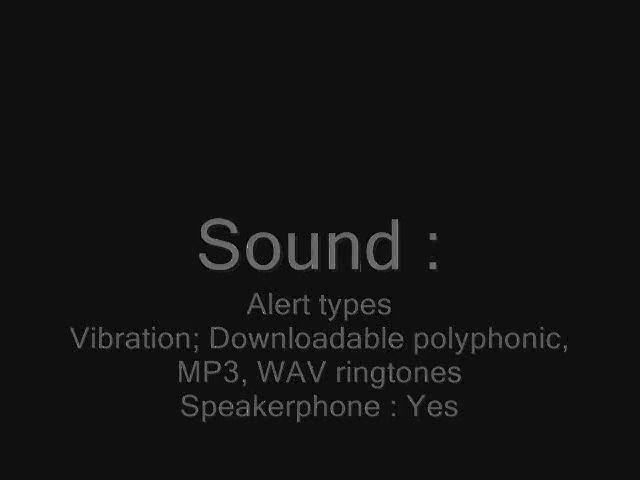 Sound :
Alert types
Vibration; Downloadable polyphonic,
MP3, WAV ringtones
Speakerphone : Yes